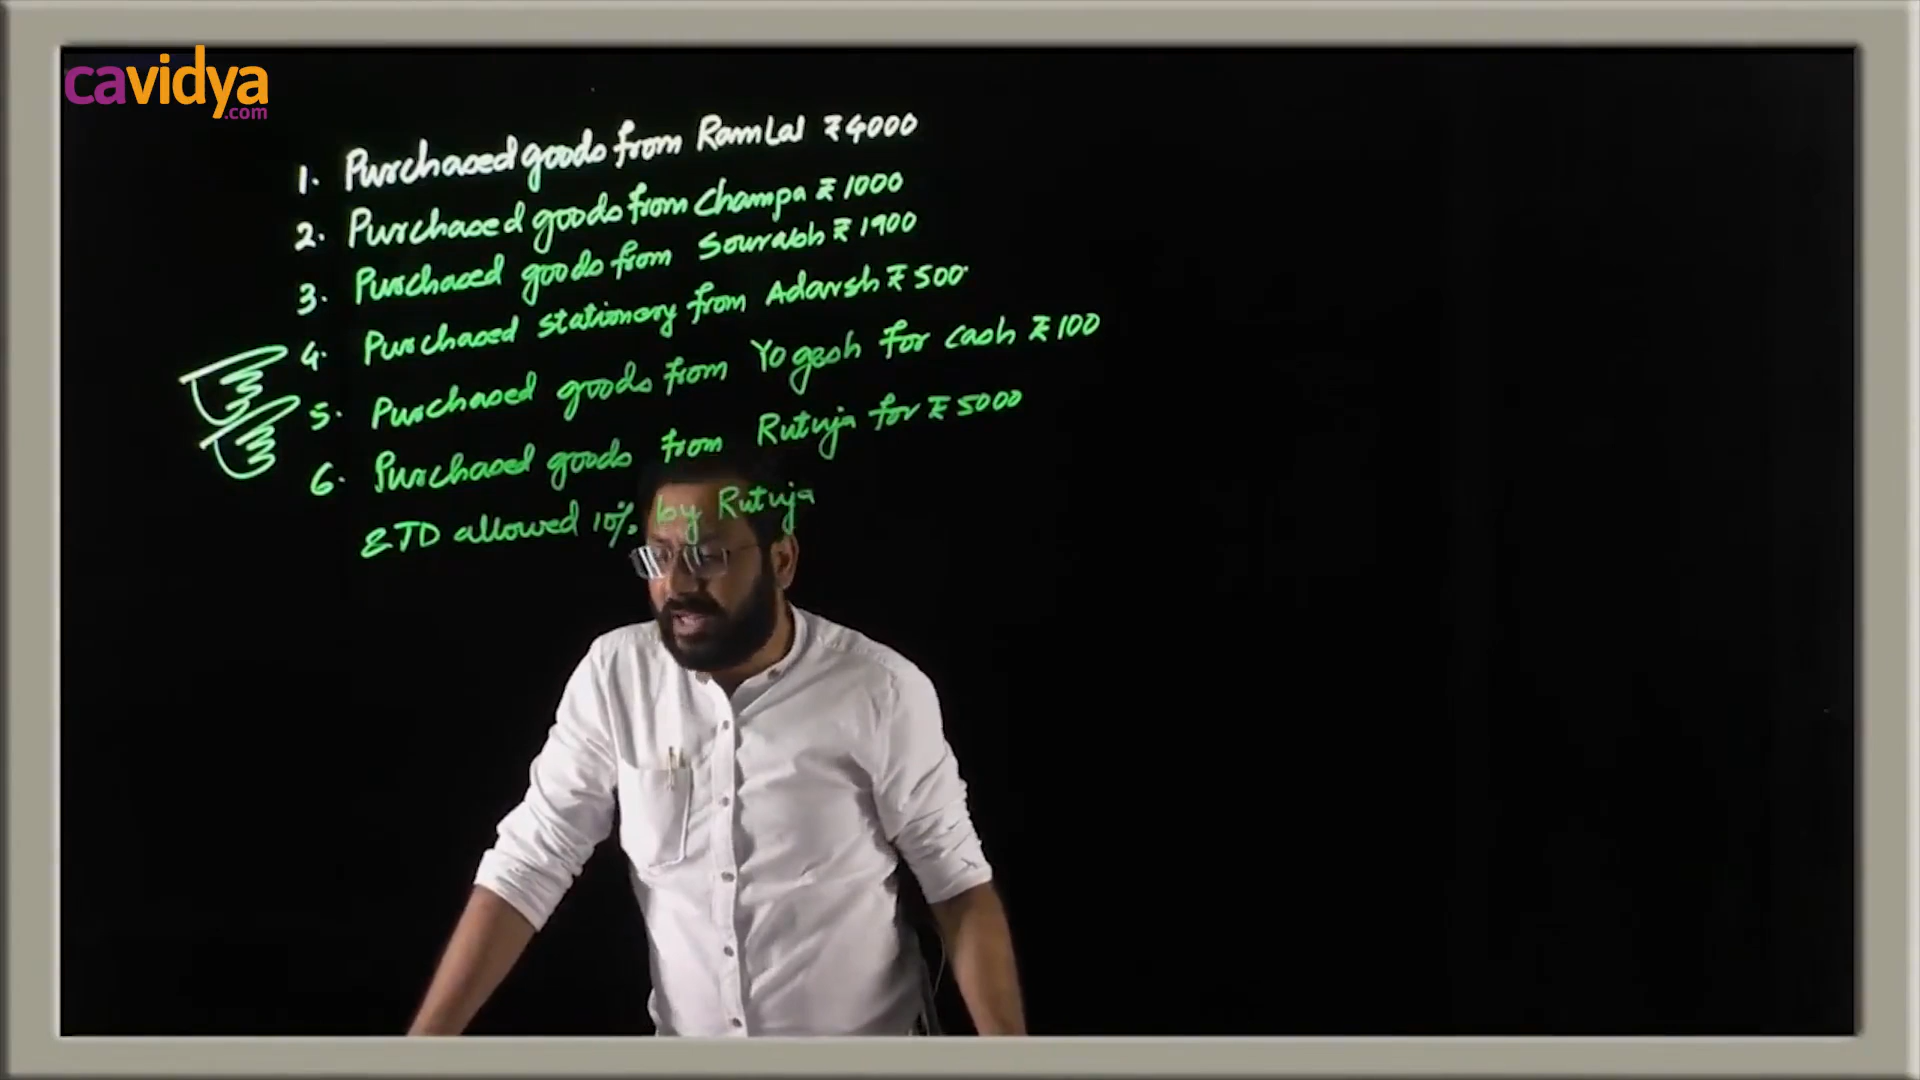 cavidya
.com
1. Purchased goods from RamLal ₹4000
2. Purchased goods from Champa ₹1000
3. Purchased goods from Sourabh ₹1900
4. Purchased stationery from Adarsh ₹500
5. Purchased goods from Yogesh for cash ₹100
6. Purchased goods from Rutuja for ₹5000
& TD allowed 10% by Rutuja